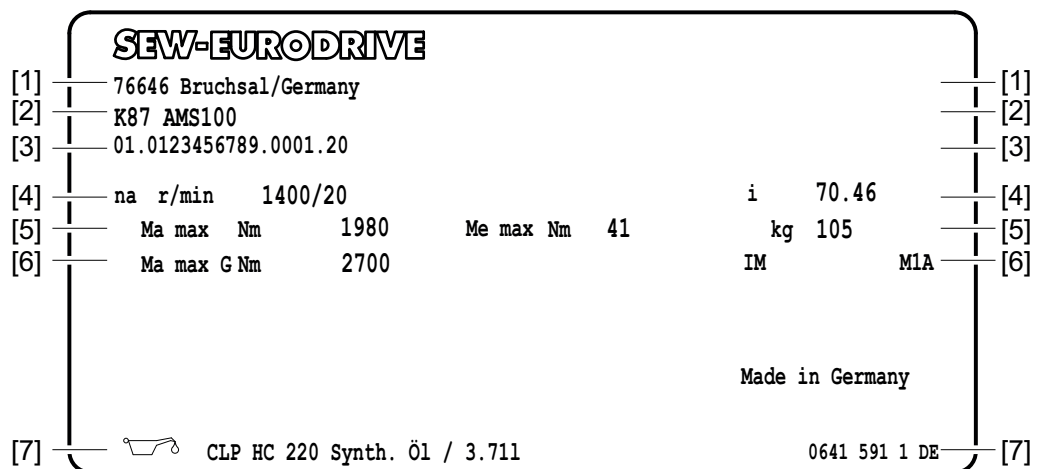 SEW-EURODRIVE
[1] 76646 Bruchsal/Germany [1]
[2] K87 AMS100 [2]
[3] 01.0123456789.0001.20 [3]
[4] na r/min 1400/20 i 70.46 [4]
[5] Ma max Nm 1980 Me max Nm 41 kg 105 [5]
[6] Ma max G Nm 2700 IM M1A [6]
Made in Germany
[7] CLP HC 220 Synth. Öl / 3.71l 0641 591 1 DE [7]